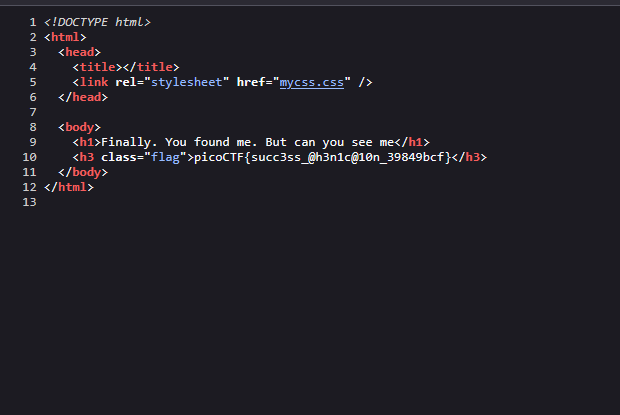 1 <!DOCTYPE html>
2 <html>
3   <head>
4     <title></title>
5     <link rel="stylesheet" href="mycss.css" />
6   </head>
7
8   <body>
9     <h1>Finally. You found me. But can you see me</h1>
10     <h3 class="flag">picoCTF{succ3ss_@h3n1c@10n_39849bcf}</h3>
11   </body>
12 </html>
13